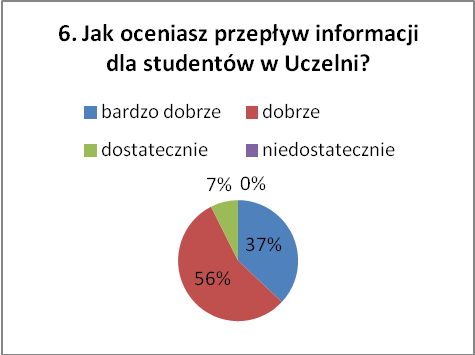 6. Jak oceniasz przepływ informacji
dla studentów w Uczelni?
bardzo dobrze
dobrze
dostatecznie
niedostatecznie
7%
0%
37%
56%